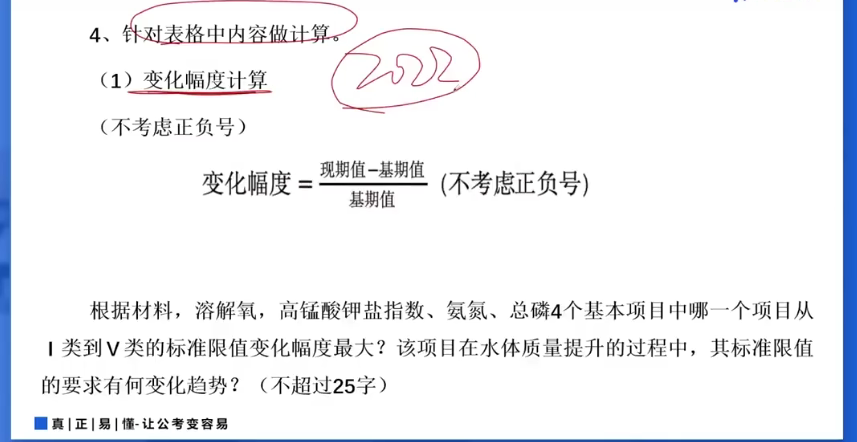 4、针对表格中内容做计算。
2022
（1）变化幅度计算
（不考虑正负号）
变化幅度 = 现期值−基期值 / 基期值 (不考虑正负号)
根据材料，溶解氧，高锰酸钾盐指数、氨氮、总磷4个基本项目中哪一个项目从
Ⅰ类到Ⅴ类的标准限值变化幅度最大？该项目在水体质量提升的过程中，其标准限值
的要求有何变化趋势？（不超过25字）
真|正|易|懂-让公考变容易